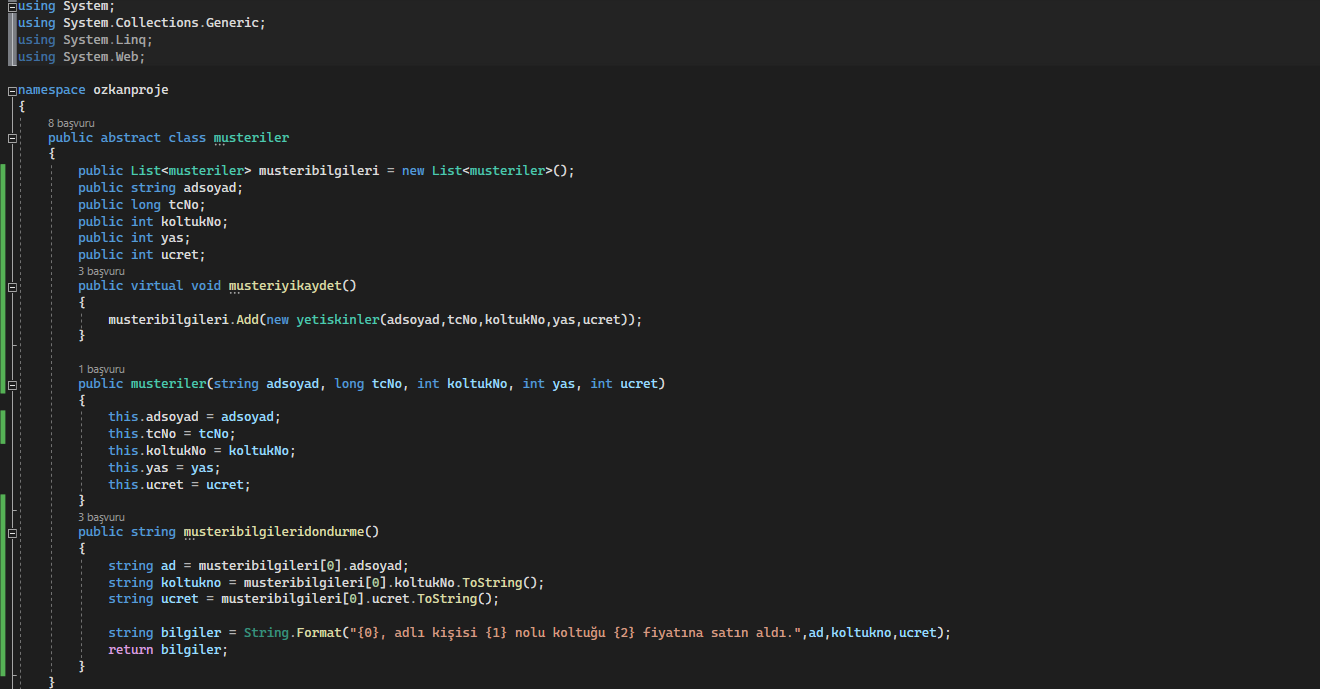 using System;
using System.Collections.Generic;
using System.Linq;
using System.Web;
namespace ozkanproje
{
8 başvuru
public abstract class musteriler
{
public List<musteriler> musteribilgileri = new List<musteriler>();
public string adsoyad;
public long tcNo;
public int koltukNo;
public int yas;
public int ucret;
3 başvuru
public virtual void musteriyikaydet()
{
musteribilgileri.Add(new yetiskinler(adsoyad,tcNo,koltukNo,yas,ucret));
}
1 başvuru
public musteriler(string adsoyad, long tcNo, int koltukNo, int yas, int ucret)
{
this.adsoyad = adsoyad;
this.tcNo = tcNo;
this.koltukNo = koltukNo;
this.yas = yas;
this.ucret = ucret;
}
3 başvuru
public string musteribilgileridondurme()
{
string ad = musteribilgileri[0].adsoyad;
string koltukno = musteribilgileri[0].koltukNo.ToString();
string ucret = musteribilgileri[0].ucret.ToString();
string bilgiler = String.Format("{0}, adlı kişisi {1} nolu koltuğu {2} fiyatına satın aldı.",ad,koltukno,ucret);
return bilgiler;
}
}